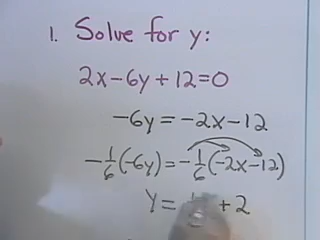 1. Solve for y:
2x-6y+12=0
-6y=-2x-12
-1/6(-6y)=-1/6(-2x-12)
y= +2